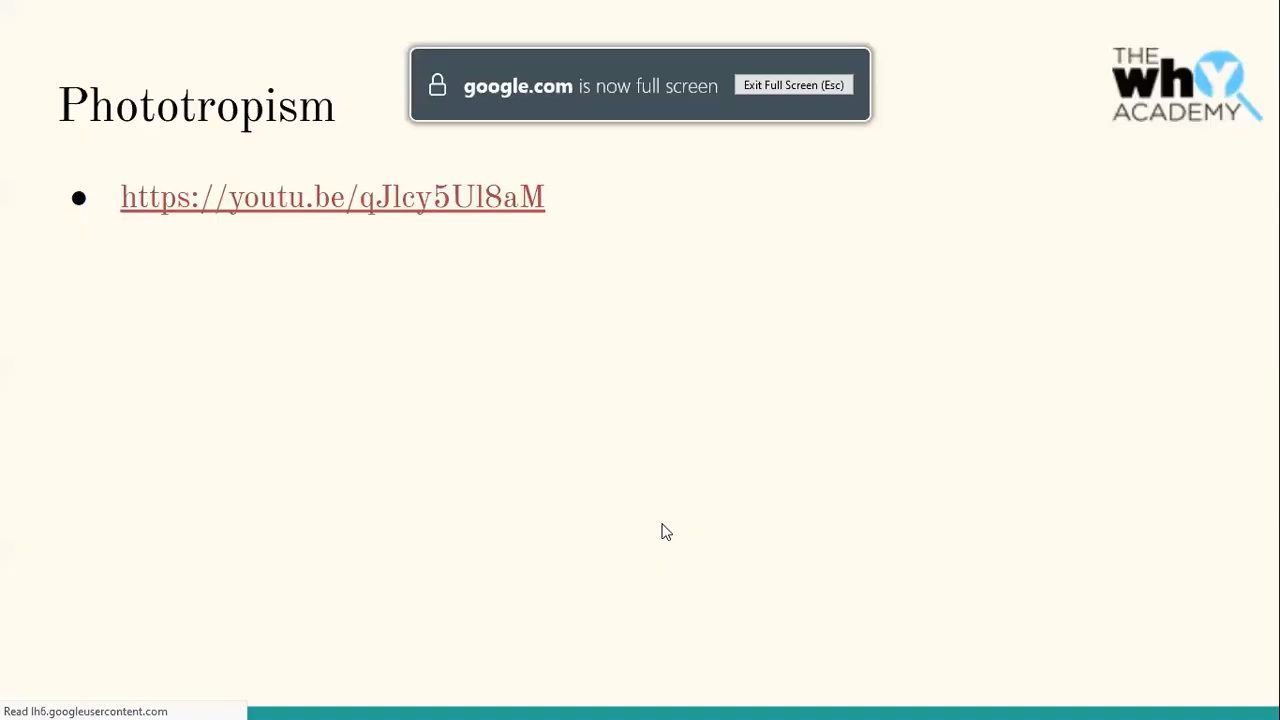 google.com is now full screen Exit Full Screen (Esc)
THE
whY
ACADEMY
Phototropism
● https://youtu.be/qJlcy5Ul8aM
Read lh6.googleusercontent.com